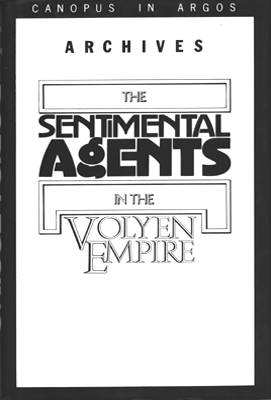 CANOPUS IN ARGOS
ARCHIVES
THE
SENTIMENTAL
AgENTS
IN THE
VOLYEN
EMPIRE